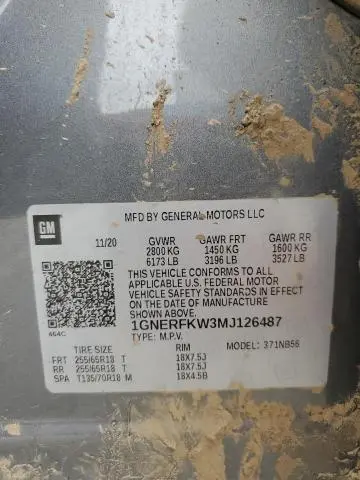 GM
MFD BY GENERAL MOTORS LLC
11/20 GVWR GAWR FRT GAWR RR
2800 KG 1450 KG 1600 KG
6173 LB 3196 LB 3527 LB
THIS VEHICLE CONFORMS TO ALL
APPLICABLE U.S. FEDERAL MOTOR
VEHICLE SAFETY STANDARDS IN EFFECT
ON THE DATE OF MANUFACTURE
SHOWN ABOVE.
464C
1GNERFKW3MJ126487
TYPE: M.P.V. MODEL: 371NB56
TIRE SIZE RIM
FRT 255/65R18 T 18X7.5J
RR 255/65R18 T 18X7.5J
SPA T135/70R18 M 18X4.5B